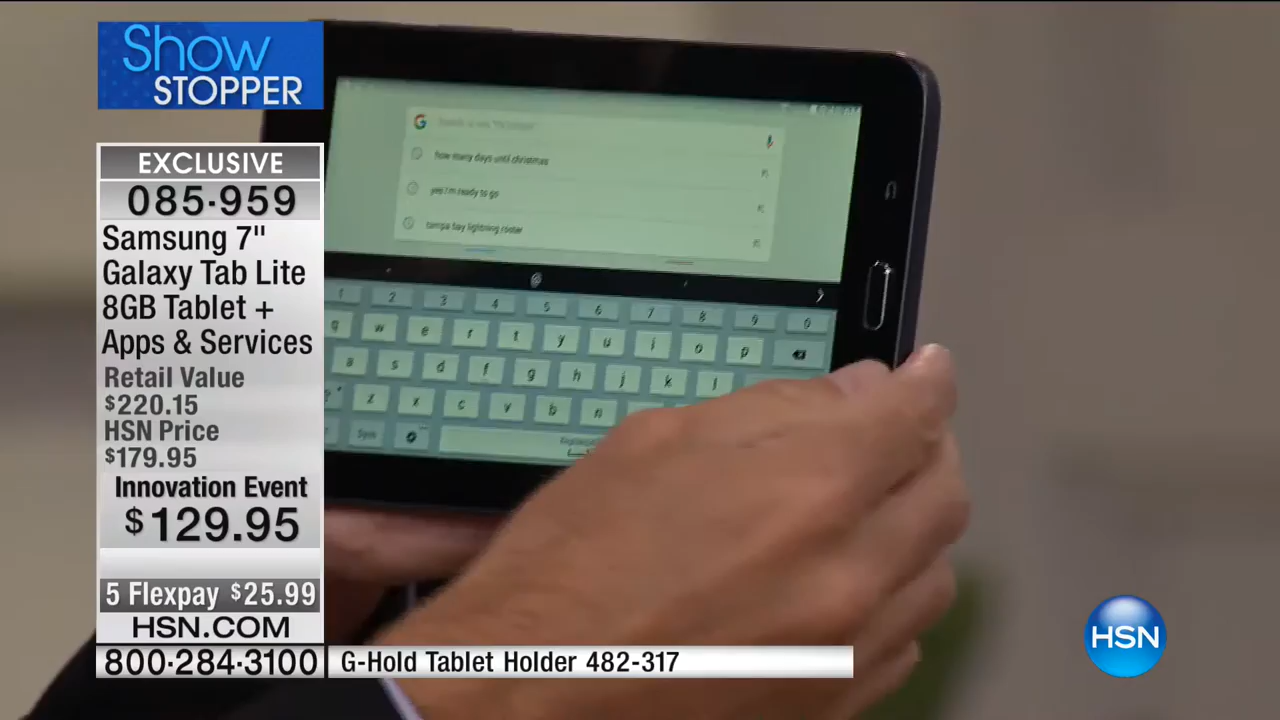 Show
STOPPER
EXCLUSIVE
085•959
Samsung 7"
Galaxy Tab Lite
8GB Tablet +
Apps & Services
Retail Value
$220.15
HSN Price
$179.95
Innovation Event
$129.95
5 Flexpay $25.99
HSN.COM
800•284•3100
G-Hold Tablet Holder 482-317
HSN
G
how many days until christmas
yes i'm ready to go
tampa bay lightning roster
1 2 3 4 5 6 7 8 9 0
q w e r t y u i o p
a s d f g h j k l
z x c v b n
Sym